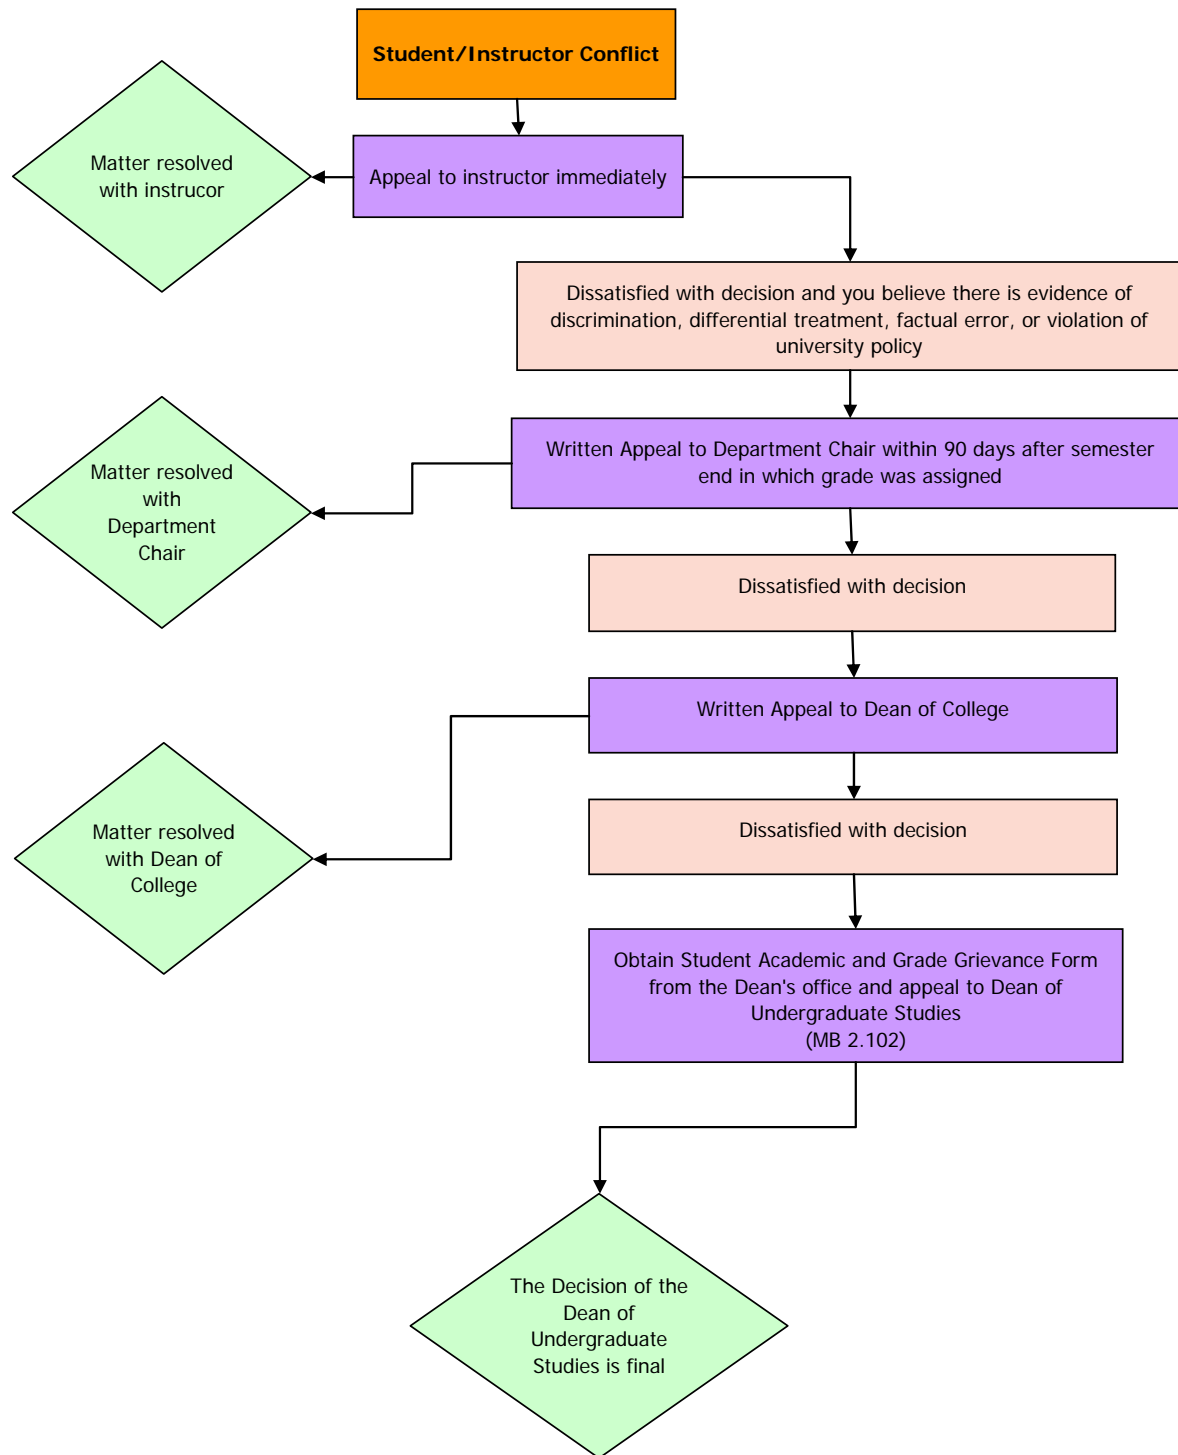 Student/Instructor Conflict
Matter resolved
with instrucor
Appeal to instructor immediately
Dissatisfied with decision and you believe there is evidence of
discrimination, differential treatment, factual error, or violation of
university policy
Written Appeal to Department Chair within 90 days after semester
end in which grade was assigned
Matter resolved
with
Department
Chair
Dissatisfied with decision
Written Appeal to Dean of College
Matter resolved
with Dean of
College
Dissatisfied with decision
Obtain Student Academic and Grade Grievance Form
from the Dean's office and appeal to Dean of
Undergraduate Studies
(MB 2.102)
The Decision of the
Dean of
Undergraduate
Studies is final